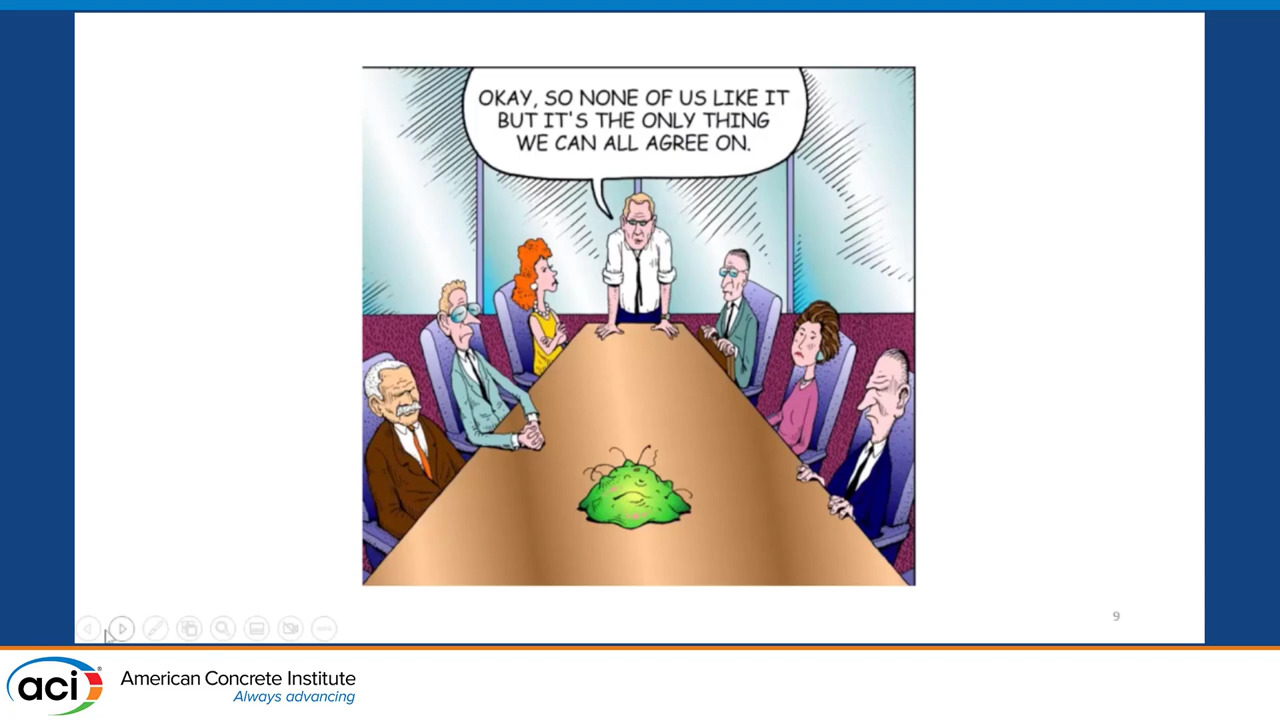 OKAY, SO NONE OF US LIKE IT
BUT IT'S THE ONLY THING
WE CAN ALL AGREE ON.
9
aci
®
American Concrete Institute
Always advancing